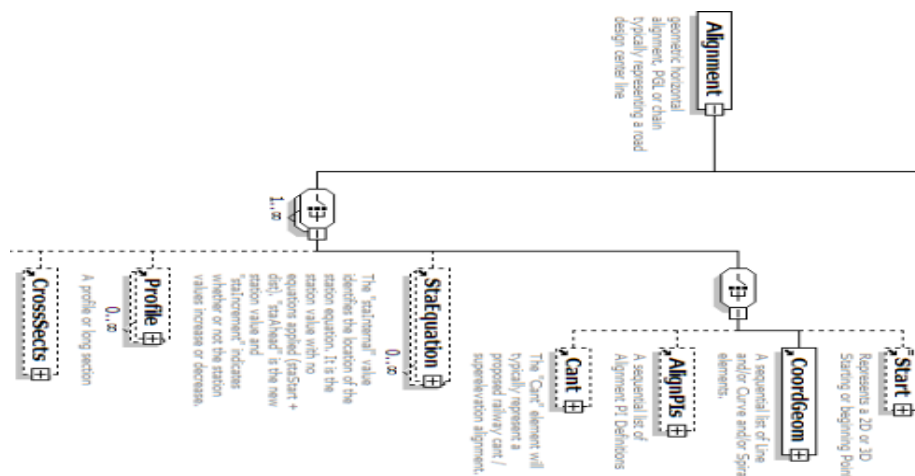 Alignment
geometric horizontal
alignment, PGL or chain
typically representing a road
design center line
1..∞
Start
Represents a 2D or 3D
Starting or beginning Poin
CoordGeom
A sequential list of Line
and/or Curve and/or Spira
elements.
AlignPIs
A sequential list of
Alignment PI Definitions
Cant
The "Cant" element will
typically represent a
proposed railway cant /
superelevation alignment.
StaEquation
0..∞
The "staInternal" value
identifies the location of the
station equation. It is the
station value with no
equations applied (staStart +
dist). "staAhead" is the new
station value and
"staIncrement" indicates
whether or not the station
values increase or decrease.
Profile
0..∞
A profile or long section
CrossSects